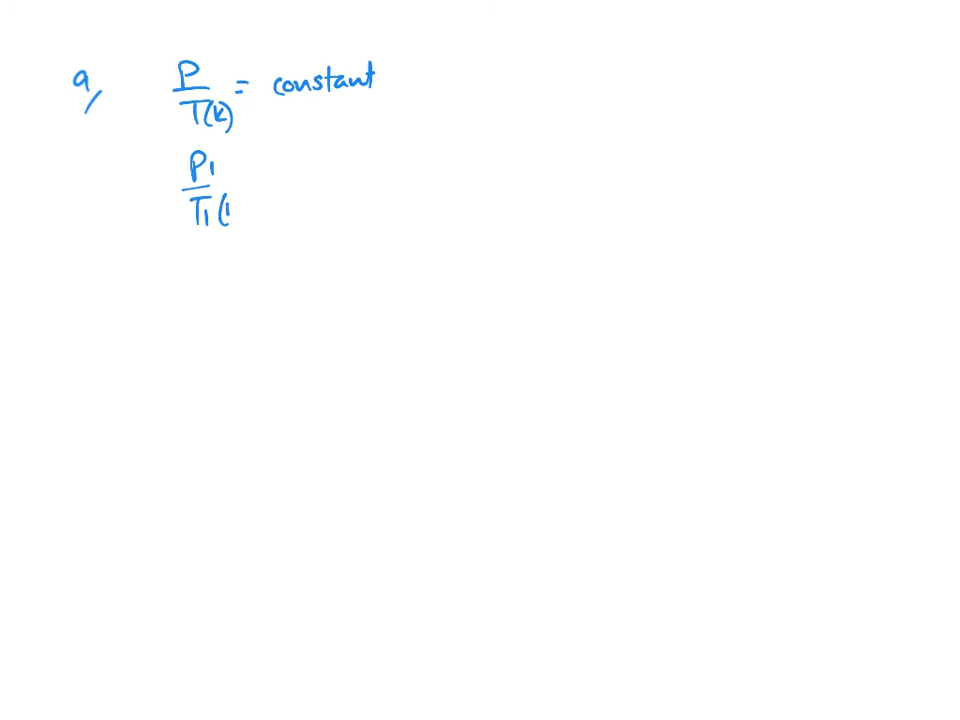 a/ P/T(K) = constant
P1/T1(